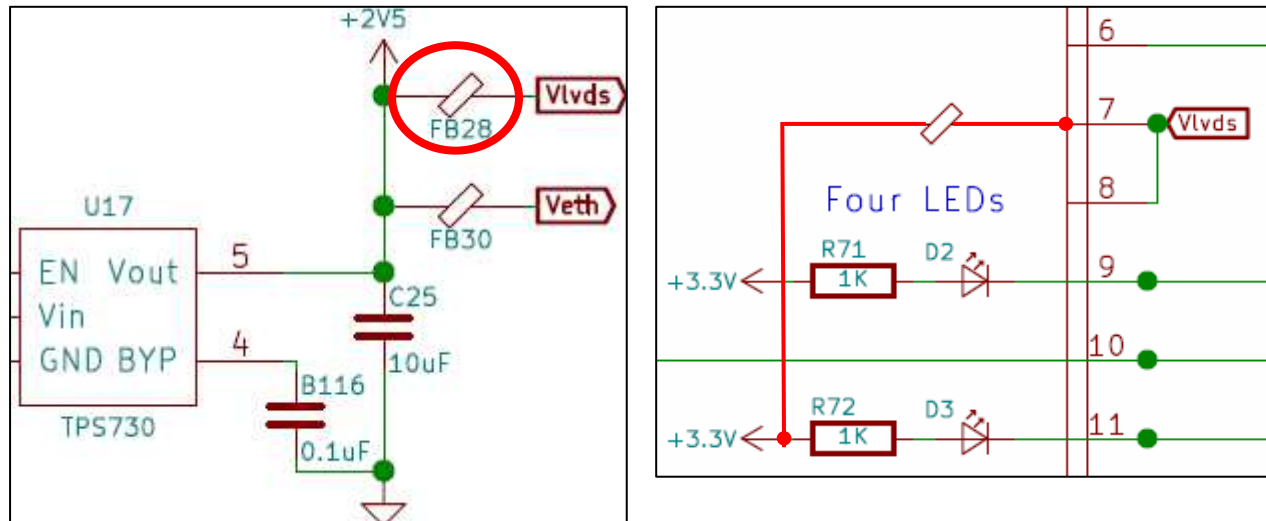 +2V5
Vlvds
FB28
U17
Veth
FB30
5
EN Vout
Vin
GND BYP
C25
4
10uF
B116
TPS730
0.1uF
6
7
Vlvds
8
Four LEDs
R71
D2
+3.3V
1K
9
10
R72
D3
+3.3V
1K
11